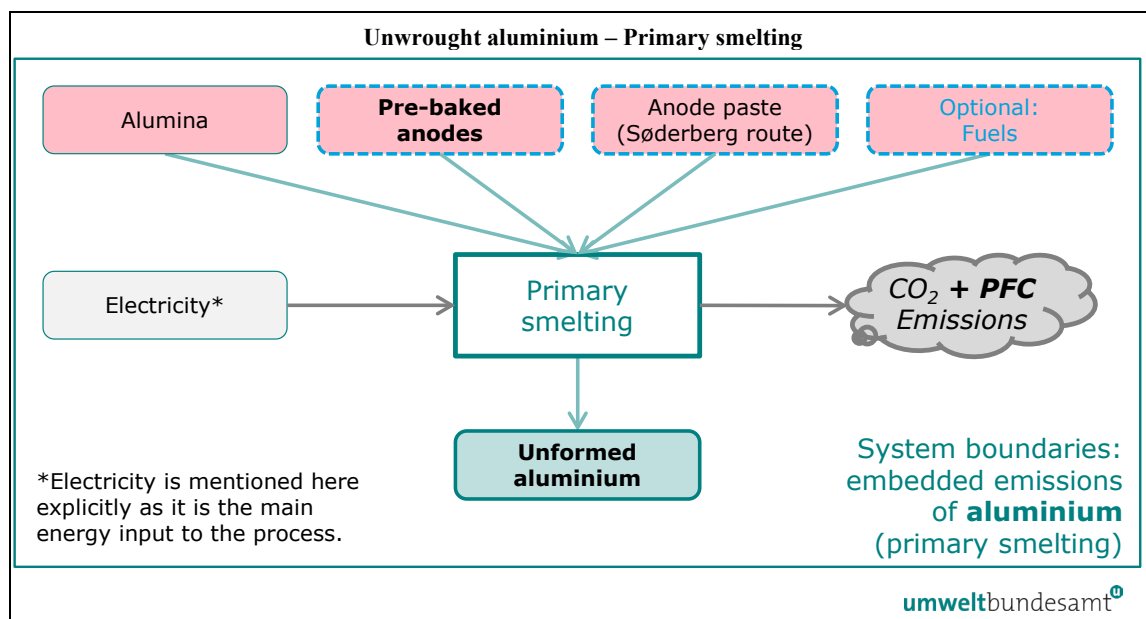 Unwrought aluminium – Primary smelting
Alumina
Pre-baked
anodes
Anode paste
(Søderberg route)
Optional:
Fuels
Electricity*
Primary
smelting
CO₂ + PFC
Emissions
Unformed
aluminium
*Electricity is mentioned here
explicitly as it is the main
energy input to the process.
System boundaries:
embedded emissions
of aluminium
(primary smelting)
umweltbundesamt u